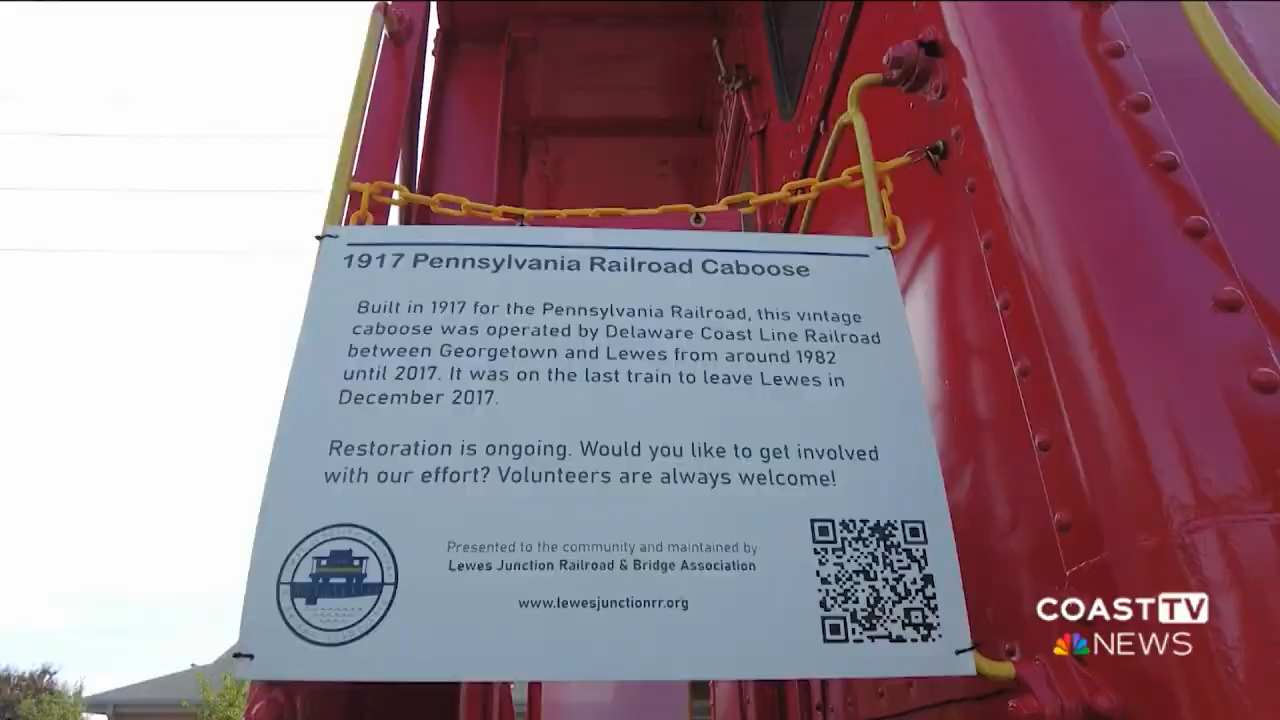 1917 Pennsylvania Railroad Caboose
Built in 1917 for the Pennsylvania Railroad, this vintage
caboose was operated by Delaware Coast Line Railroad
between Georgetown and Lewes from around 1982
until 2017. It was on the last train to leave Lewes in
December 2017.
Restoration is ongoing. Would you like to get involved
with our effort? Volunteers are always welcome!
Presented to the community and maintained by
Lewes Junction Railroad & Bridge Association
www.lewesjunctionrr.org
COAST TV
NEWS